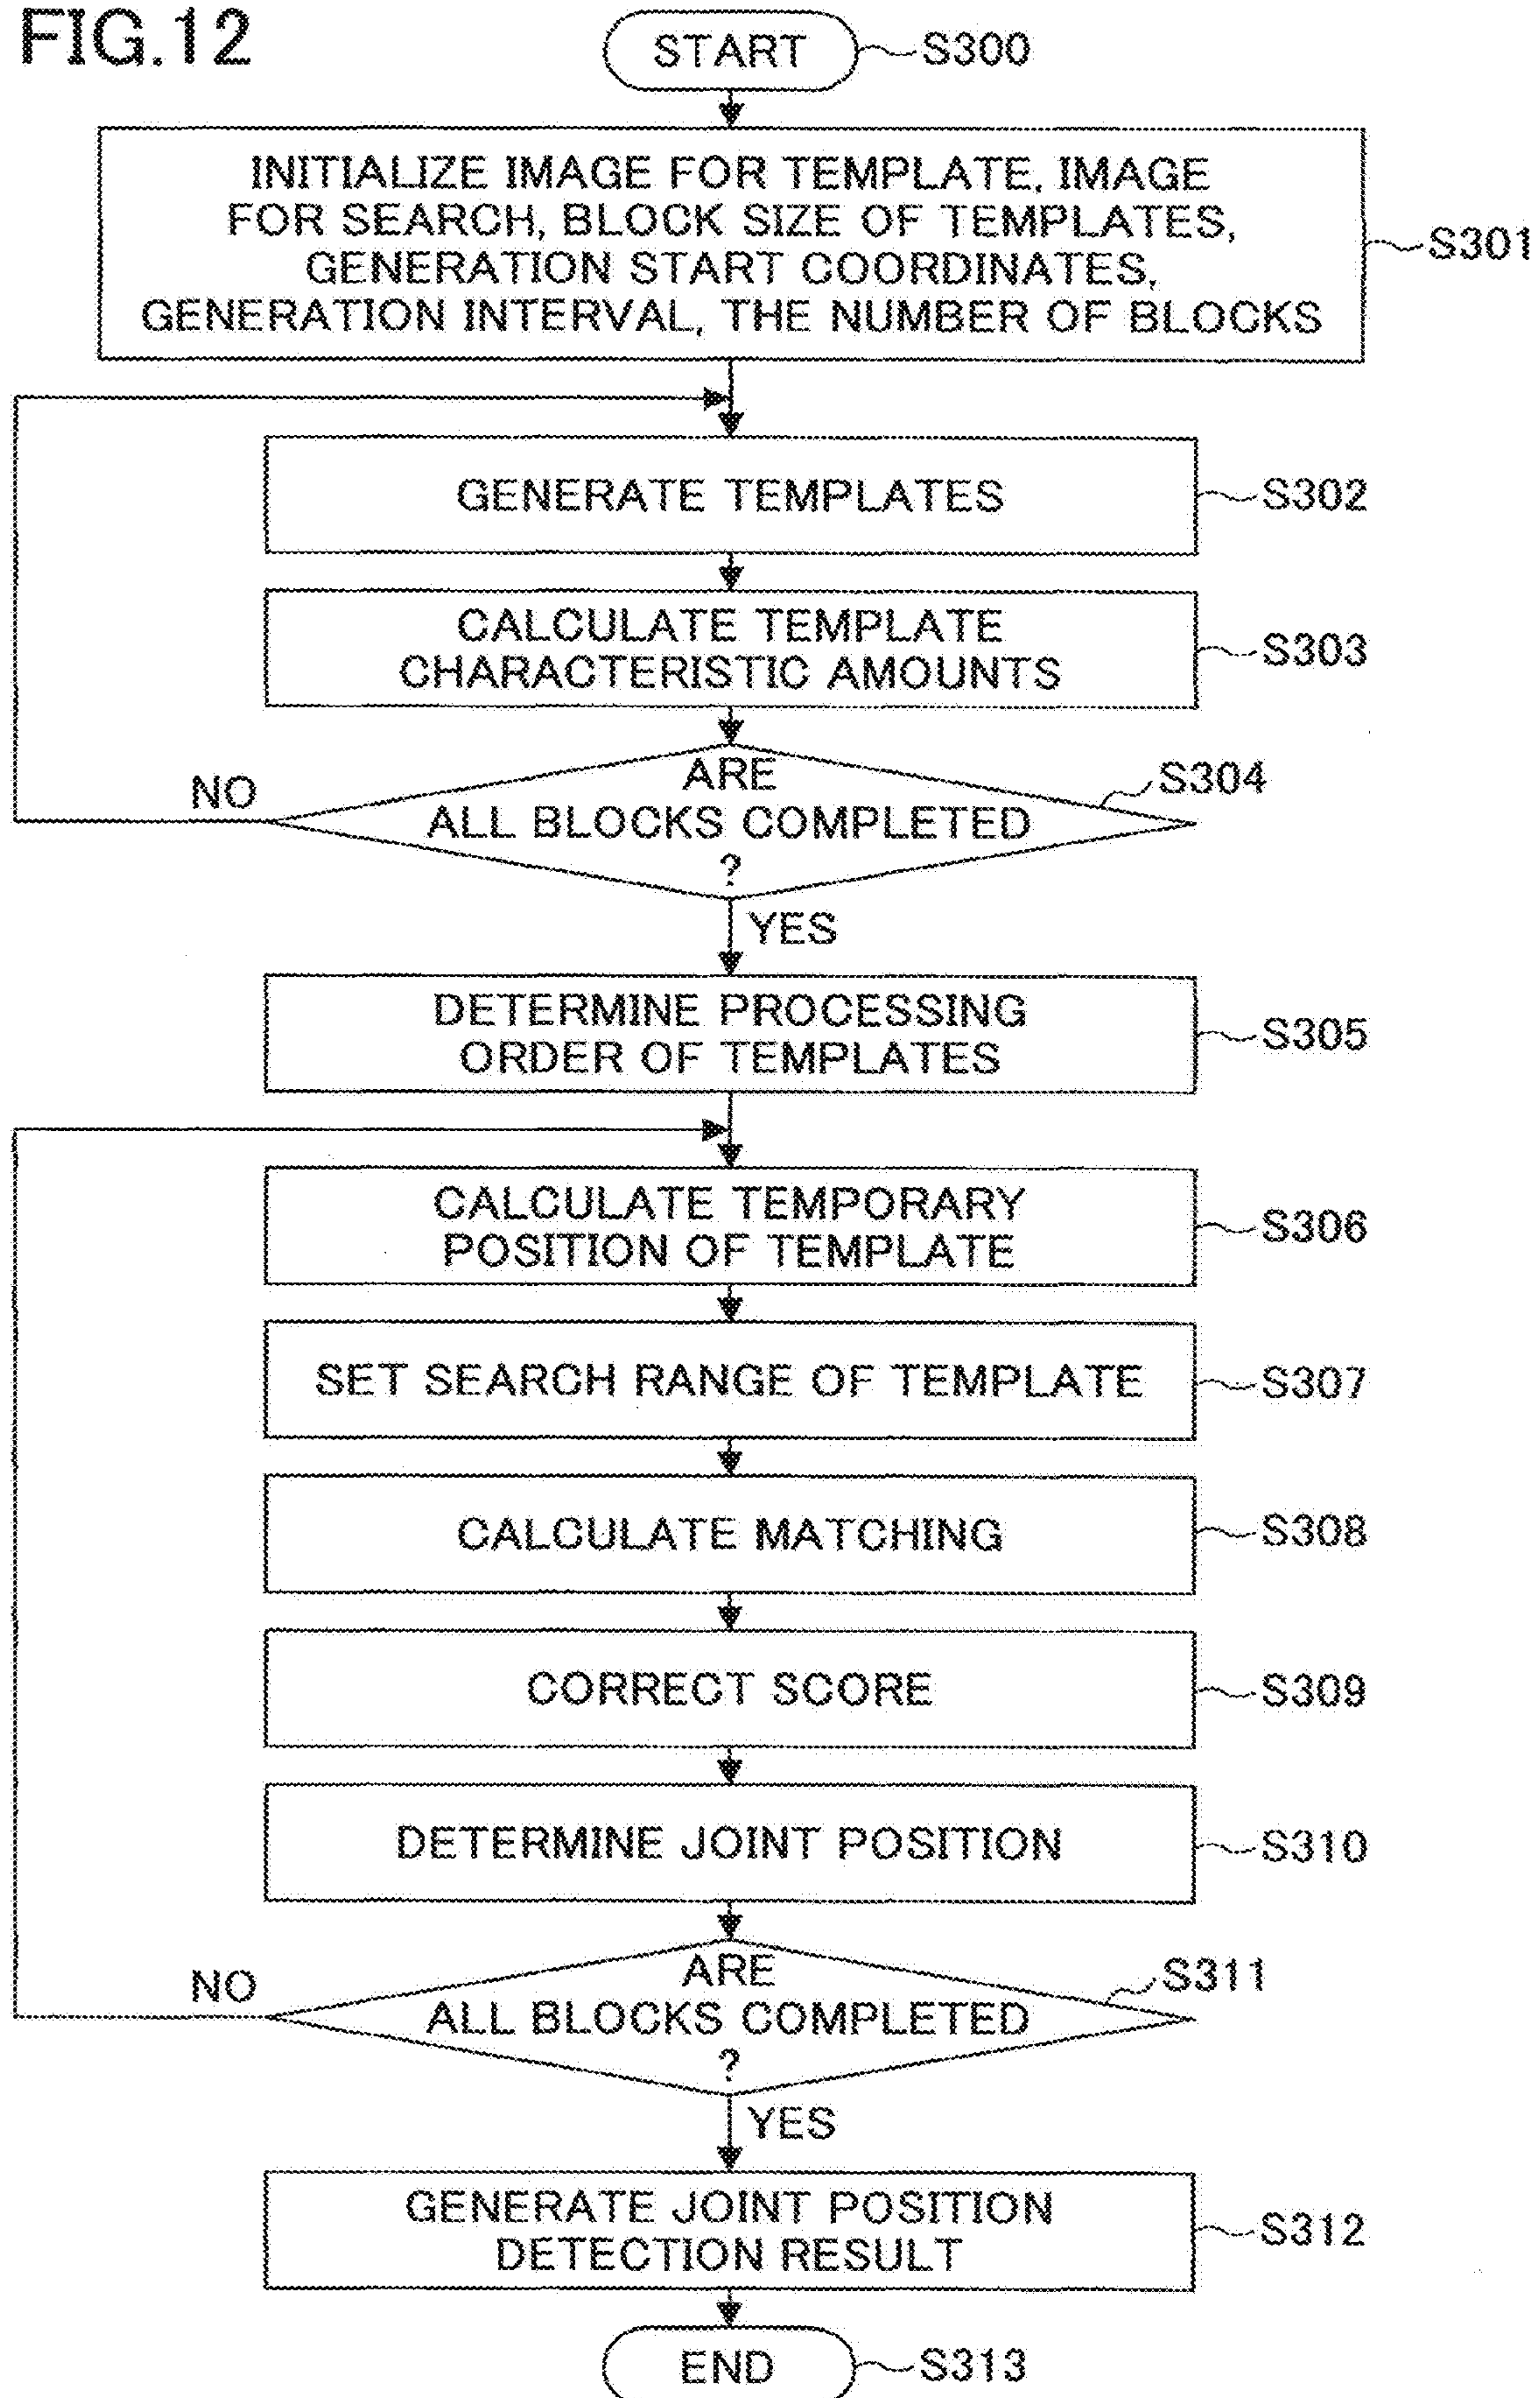 FIG.12
START
S300
INITIALIZE IMAGE FOR TEMPLATE, IMAGE
FOR SEARCH, BLOCK SIZE OF TEMPLATES,
GENERATION START COORDINATES,
GENERATION INTERVAL, THE NUMBER OF BLOCKS
S301
GENERATE TEMPLATES
S302
CALCULATE TEMPLATE
CHARACTERISTIC AMOUNTS
S303
ARE
ALL BLOCKS COMPLETED
?
S304
NO
YES
DETERMINE PROCESSING
ORDER OF TEMPLATES
S305
CALCULATE TEMPORARY
POSITION OF TEMPLATE
S306
SET SEARCH RANGE OF TEMPLATE
S307
CALCULATE MATCHING
S308
CORRECT SCORE
S309
DETERMINE JOINT POSITION
S310
ARE
ALL BLOCKS COMPLETED
?
S311
NO
YES
GENERATE JOINT POSITION
DETECTION RESULT
S312
END
S313